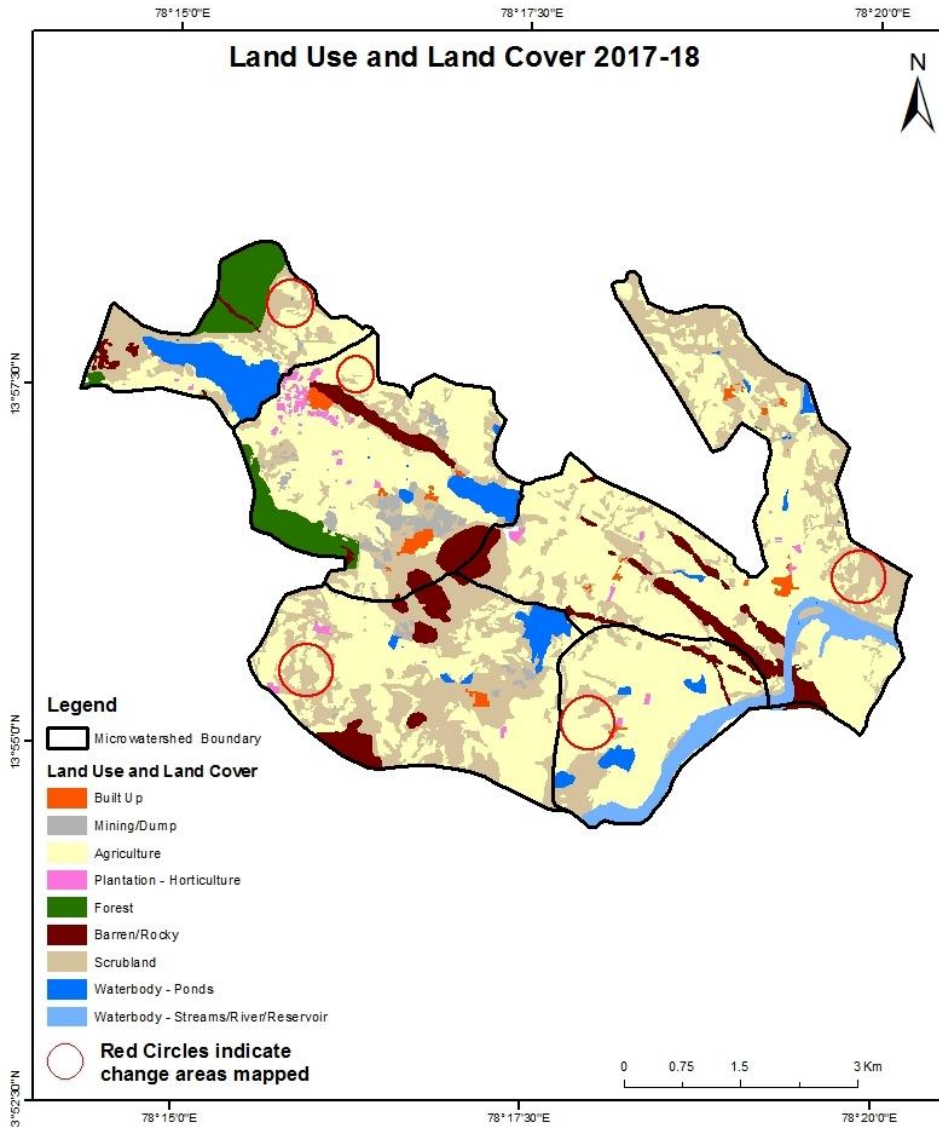 78°15'0"E
78°17'30"E
78°20'0"E
Land Use and Land Cover 2017-18
N
13°57'30"N
13°55'0"N
3°52'30"N
Legend
Microwatershed Boundary
Land Use and Land Cover
Built Up
Mining/Dump
Agriculture
Plantation - Horticulture
Forest
Barren/Rocky
Scrubland
Waterbody - Ponds
Waterbody - Streams/River/Reservoir
Red Circles indicate
change areas mapped
0 0.75 1.5 3 Km
78°15'0"E
78°17'30"E
78°20'0"E